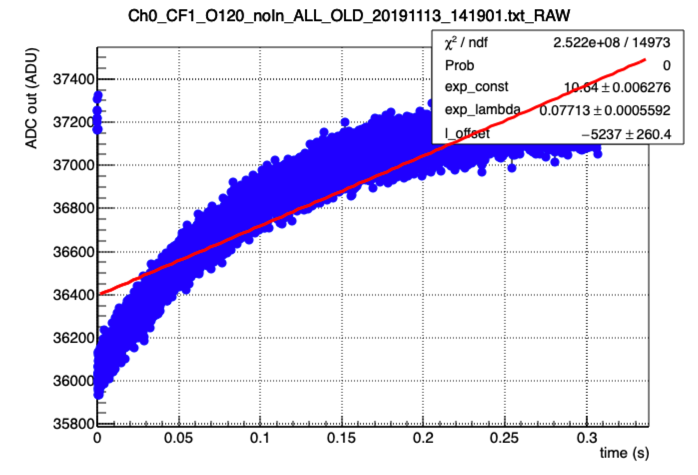 Ch0_CF1_O120_noIn_ALL_OLD_20191113_141901.txt_RAW
χ² / ndf 2.522e+08 / 14973
Prob 0
exp_const 10.64 ± 0.006276
exp_lambda 0.07713 ± 0.0005592
l_offset −5237 ± 260.4
ADC out (ADU)
37400
37200
37000
36800
36600
36400
36200
36000
35800
0 0.05 0.1 0.15 0.2 0.25 0.3
time (s)